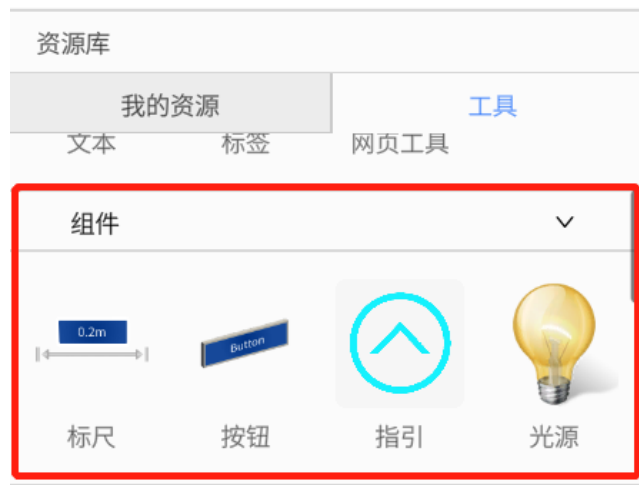 资源库
我的资源 工具
文本 标签 网页工具
组件
0.2m Button
标尺 按钮 指引 光源